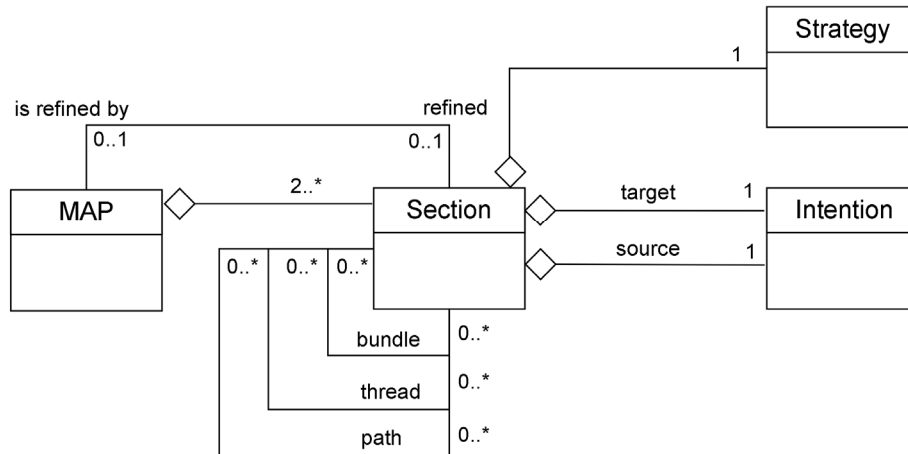 Strategy
1
is refined by
refined
0..1
0..1
MAP
2..*
Section
target
1
Intention
source
1
0..*
0..*
0..*
bundle
0..*
thread
0..*
path
0..*